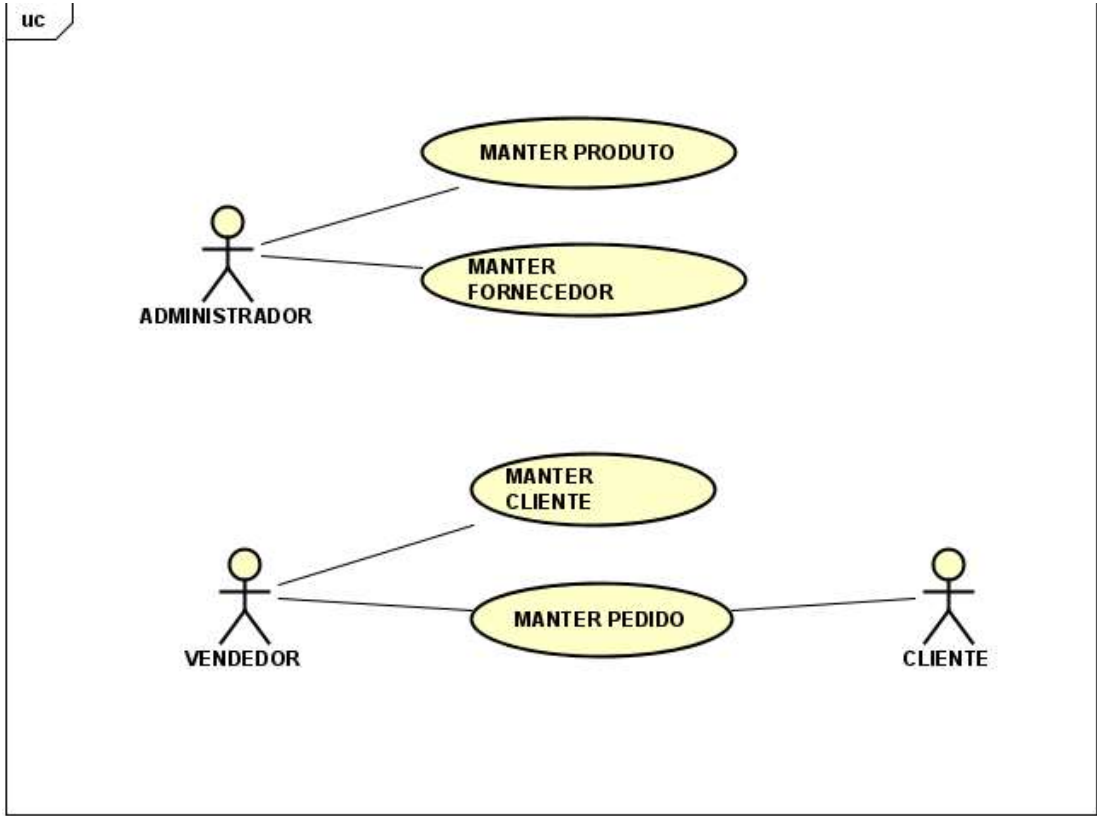 uc
MANTER PRODUTO
MANTER
FORNECEDOR
ADMINISTRADOR
MANTER
CLIENTE
MANTER PEDIDO
VENDEDOR
CLIENTE